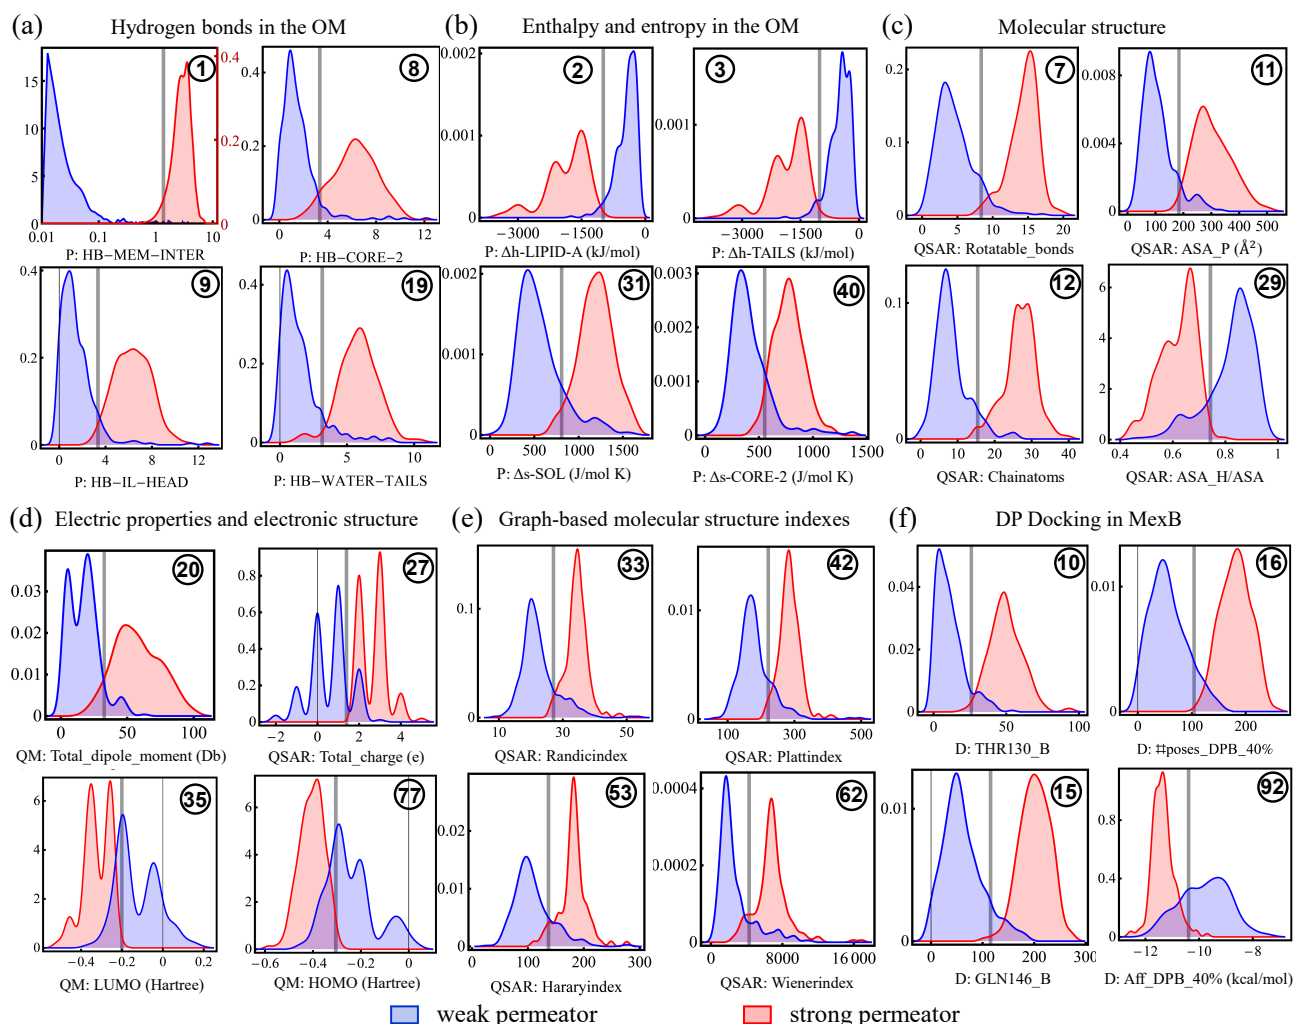 (a) Hydrogen bonds in the OM
(b) Enthalpy and entropy in the OM
(c) Molecular structure
15
10
5
0
0.4
0.2
0
1
0.01 0.1 1 10
P: HB−MEM−INTER
0.4
0.2
0.
8
0 4 8 12
P: HB−CORE−2
0.002
0.001
0.
2
−3000 −1500 0
P: Δh-LIPID-A (kJ/mol)
0.001
0.
3
−3000 −1500 0
P: Δh-TAILS (kJ/mol)
0.2
0.1
0.
7
0 5 10 15 20
QSAR: Rotatable_bonds
0.008
0.004
0.
11
0 100 200 300 400 500
QSAR: ASA_P (Å²)
0.4
0.2
0.
9
0 4 8 12
P: HB−IL−HEAD
0.4
0.2
0.
19
0 5 10
P: HB−WATER−TAILS
0.002
0.001
0.
31
0 500 1000 1500
P: Δs-SOL (J/mol K)
0.003
0.002
0.001
0.
40
0 500 1000 1500
P: Δs-CORE-2 (J/mol K)
0.1
0.
12
0 10 20 30 40
QSAR: Chainatoms
6
4
2
0
29
0.4 0.6 0.8 1
QSAR: ASA_H/ASA
(d) Electric properties and electronic structure
(e) Graph-based molecular structure indexes
(f) DP Docking in MexB
0.03
0.02
0.01
0.
20
0 50 100
QM: Total_dipole_moment (Db)
0.8
0.6
0.4
0.2
0.
27
−2 0 2 4
QSAR: Total_charge (e)
0.1
0.
33
10 20 30 40 50
QSAR: Randicindex
0.01
0.
42
100 200 300 400 500
QSAR: Plattindex
0.04
0.02
0.
10
0 50 100
D: THR130_B
0.01
0.
16
0 100 200
D: #poses_DPB_40%
6
4
2
0
35
−0.4 −0.2 0 0.2
QM: LUMO (Hartree)
6
4
2
0
77
−0.6 −0.4 −0.2 0
QM: HOMO (Hartree)
0.02
0.01
0.
53
0 100 200 300
QSAR: Hararyindex
0.0004
0.0002
0.
62
0 8000 16000
QSAR: Wienerindex
0.01
0.
15
0 100 200 300
D: GLN146_B
0.8
0.4
0.
92
−12 −10 −8
D: Aff_DPB_40% (kcal/mol)
weak permeator
strong permeator